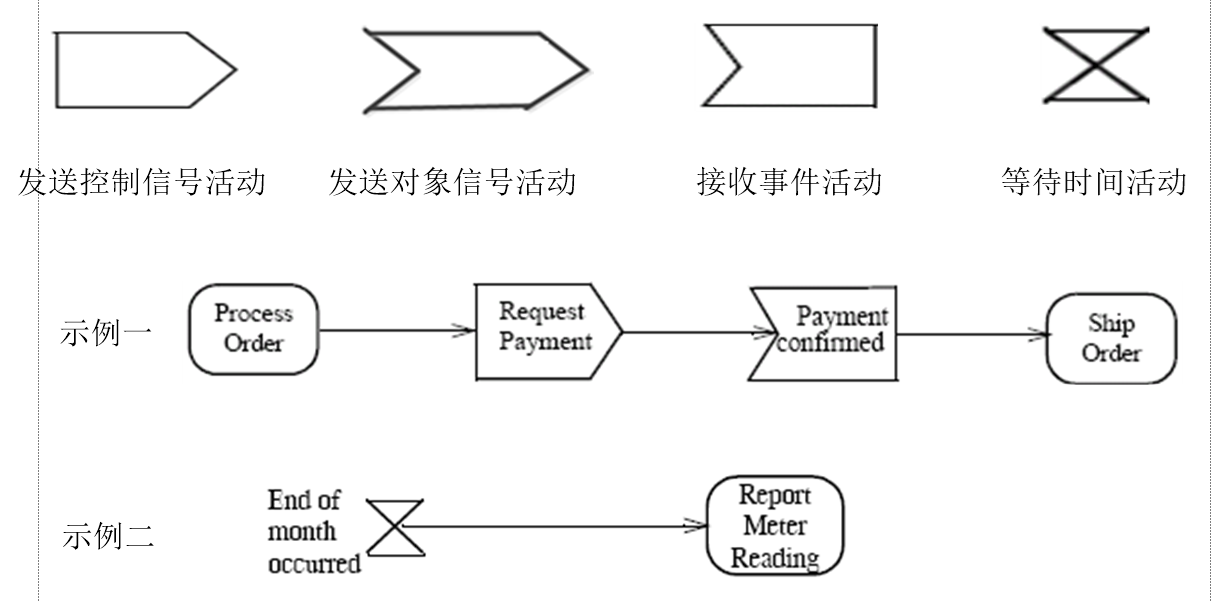 发送控制信号活动
发送对象信号活动
接收事件活动
等待时间活动
示例一
Process
Order
Request
Payment
Payment
confirmed
Ship
Order
示例二
End of
month
occurred
Report
Meter
Reading